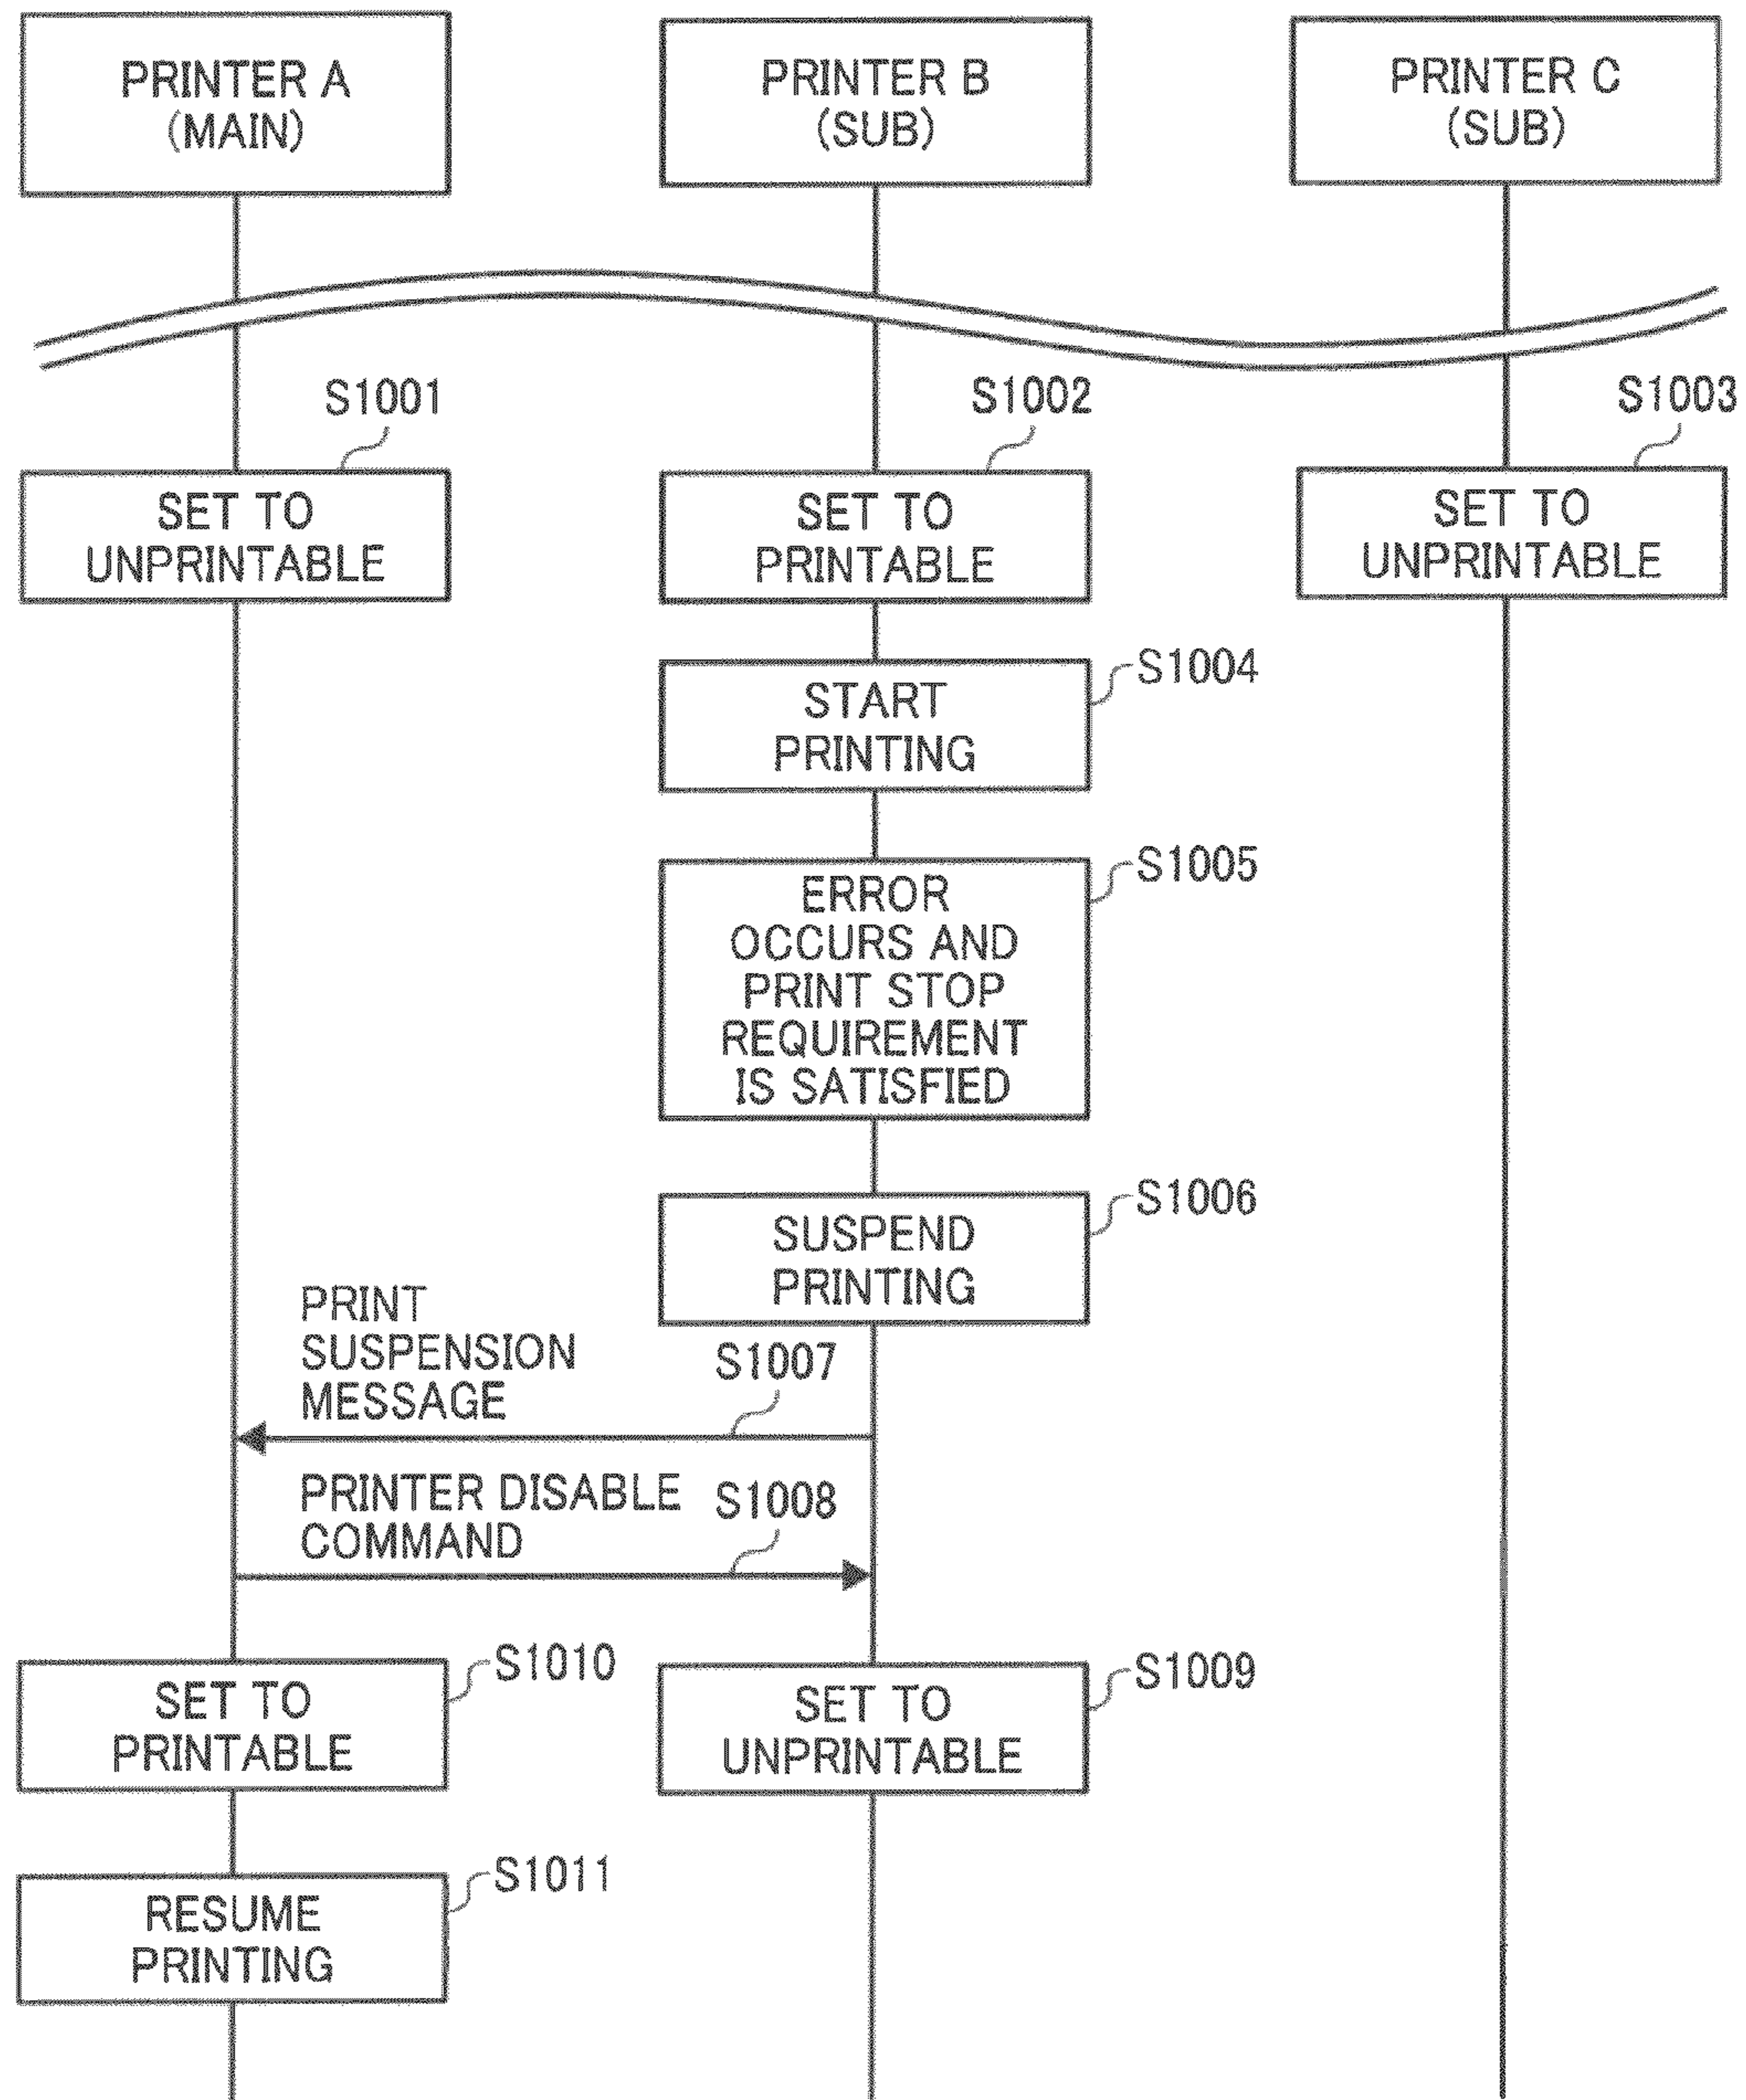 PRINTER A
(MAIN)
PRINTER B
(SUB)
PRINTER C
(SUB)
S1001
S1002
S1003
SET TO
UNPRINTABLE
SET TO
PRINTABLE
SET TO
UNPRINTABLE
S1004
START
PRINTING
S1005
ERROR
OCCURS AND
PRINT STOP
REQUIREMENT
IS SATISFIED
S1006
SUSPEND
PRINTING
PRINT
SUSPENSION
MESSAGE
S1007
PRINTER DISABLE
COMMAND
S1008
S1010
SET TO
PRINTABLE
S1009
SET TO
UNPRINTABLE
S1011
RESUME
PRINTING